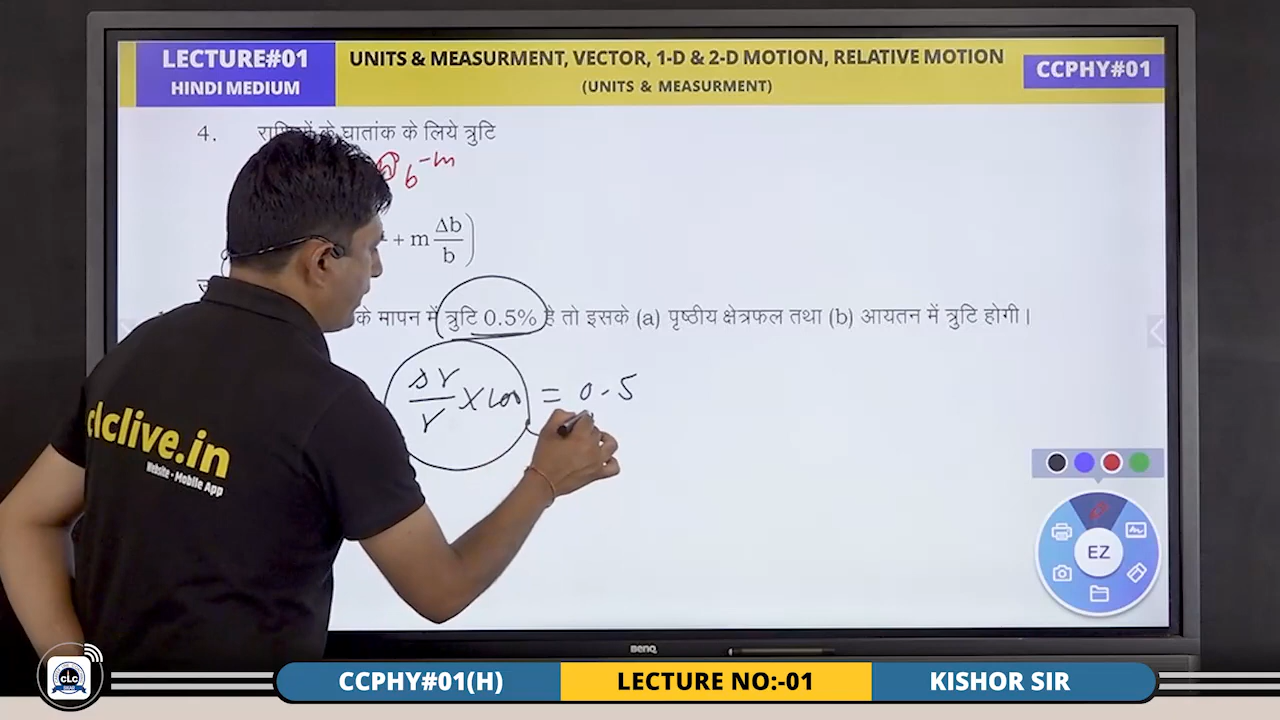 LECTURE#01
HINDI MEDIUM
UNITS & MEASURMENT, VECTOR, 1-D & 2-D MOTION, RELATIVE MOTION
(UNITS & MEASURMENT)
CCPHY#01
4. के घातांक के लिये त्रुटि
b^-m
+ m Δb/b )
के मापन में त्रुटि 0.5% है तो इसके (a) पृष्ठीय क्षेत्रफल तथा (b) आयतन में त्रुटि होगी।
Δr/r × 100 = 0.5
clclive.in
Website • Mobile App
EZ
BenQ
CLC
SIKAR
CCPHY#01(H)
LECTURE NO:-01
KISHOR SIR